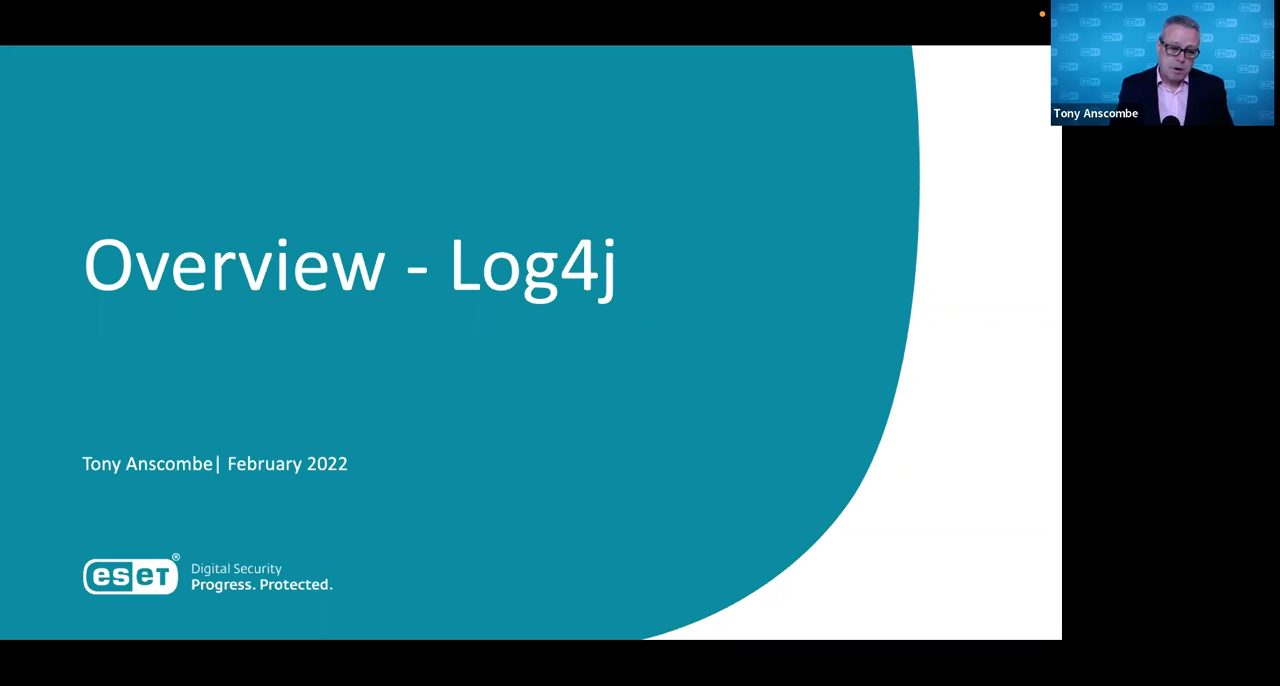 Overview - Log4j
Tony Anscombe| February 2022
eset®
Digital Security
Progress. Protected.
Tony Anscombe